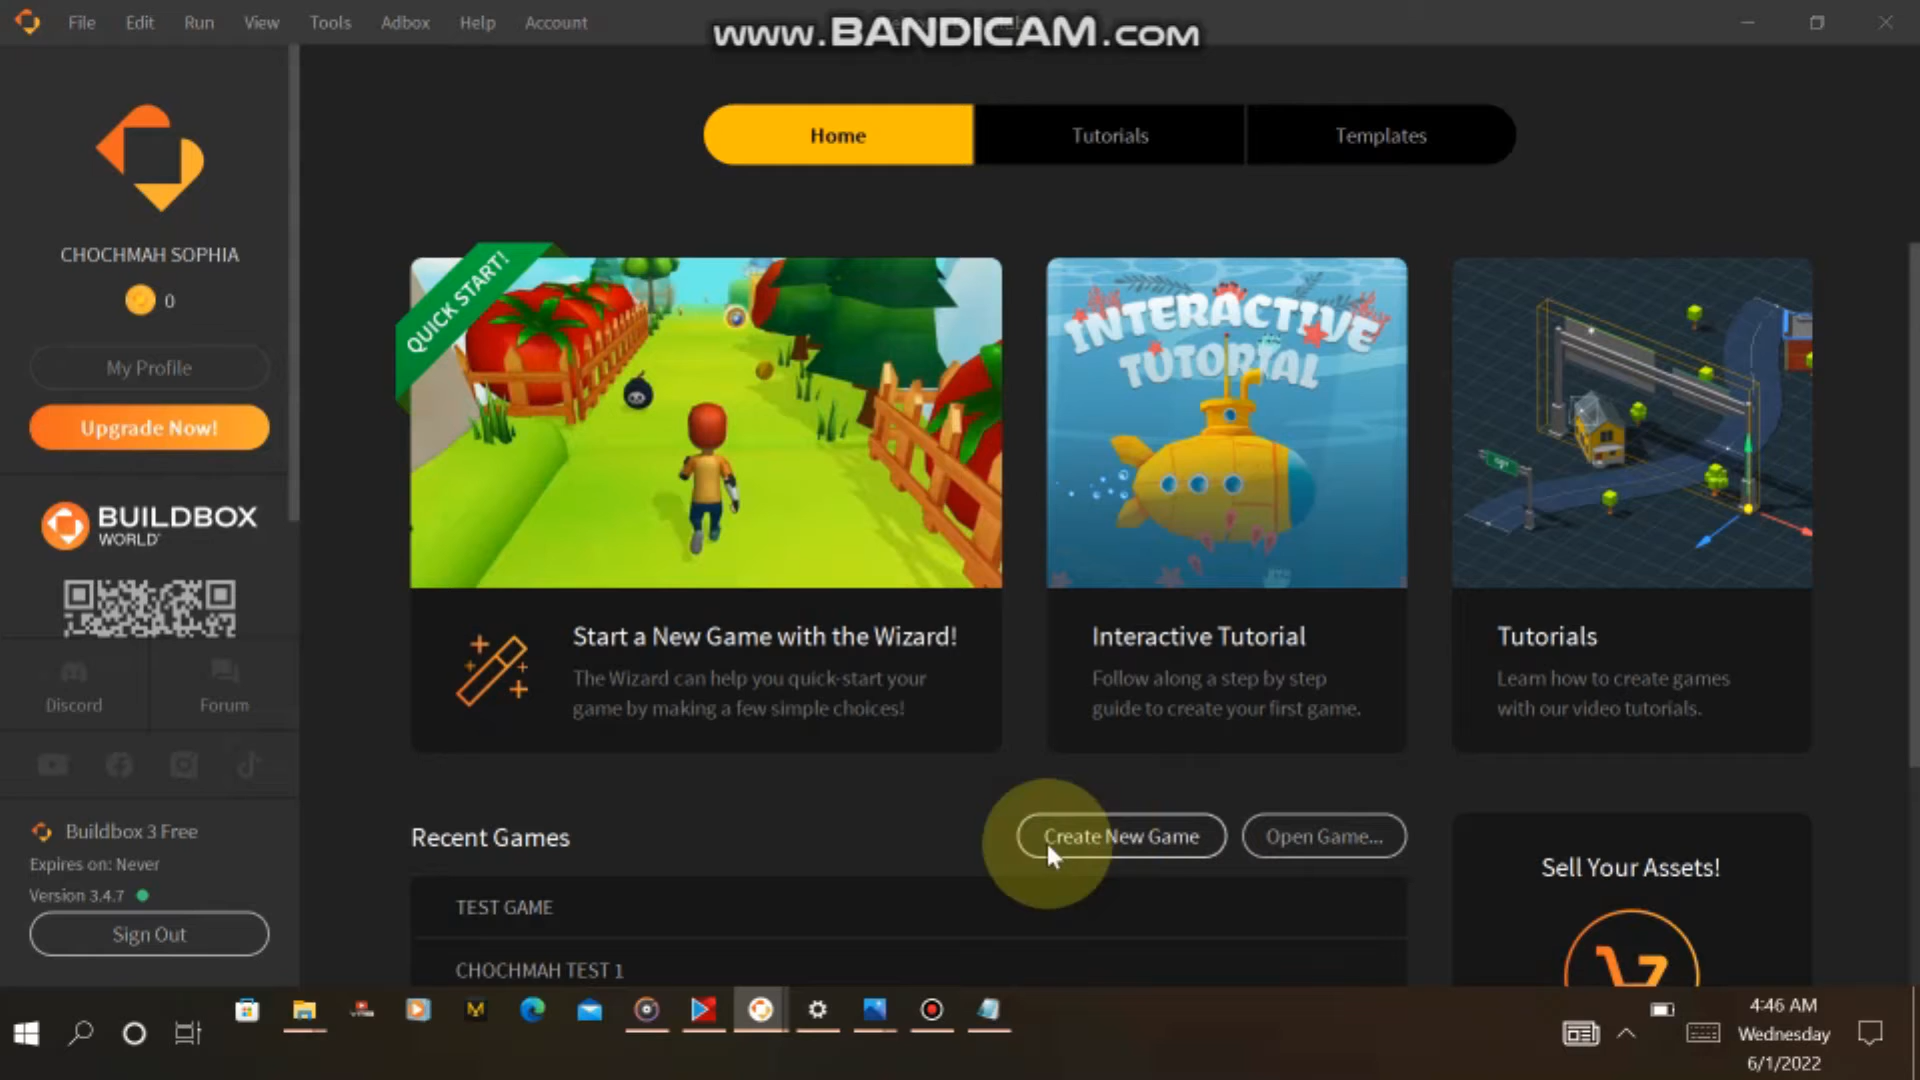 File Edit Run View Tools Adbox Help Account
www.BANDICAM.com
Home Tutorials Templates
CHOCHMAH SOPHIA
0
My Profile
Upgrade Now!
BUILDBOX
WORLD
Discord Forum
Buildbox 3 Free
Expires on: Never
Version 3.4.7
Sign Out
QUICK START!
Start a New Game with the Wizard!
The Wizard can help you quick-start your
game by making a few simple choices!
INTERACTIVE
TUTORIAL
Interactive Tutorial
Follow along a step by step
guide to create your first game.
Tutorials
Learn how to create games
with our video tutorials.
Recent Games
Create New Game
Open Game...
TEST GAME
CHOCHMAH TEST 1
Sell Your Assets!
4:46 AM
Wednesday
6/1/2022